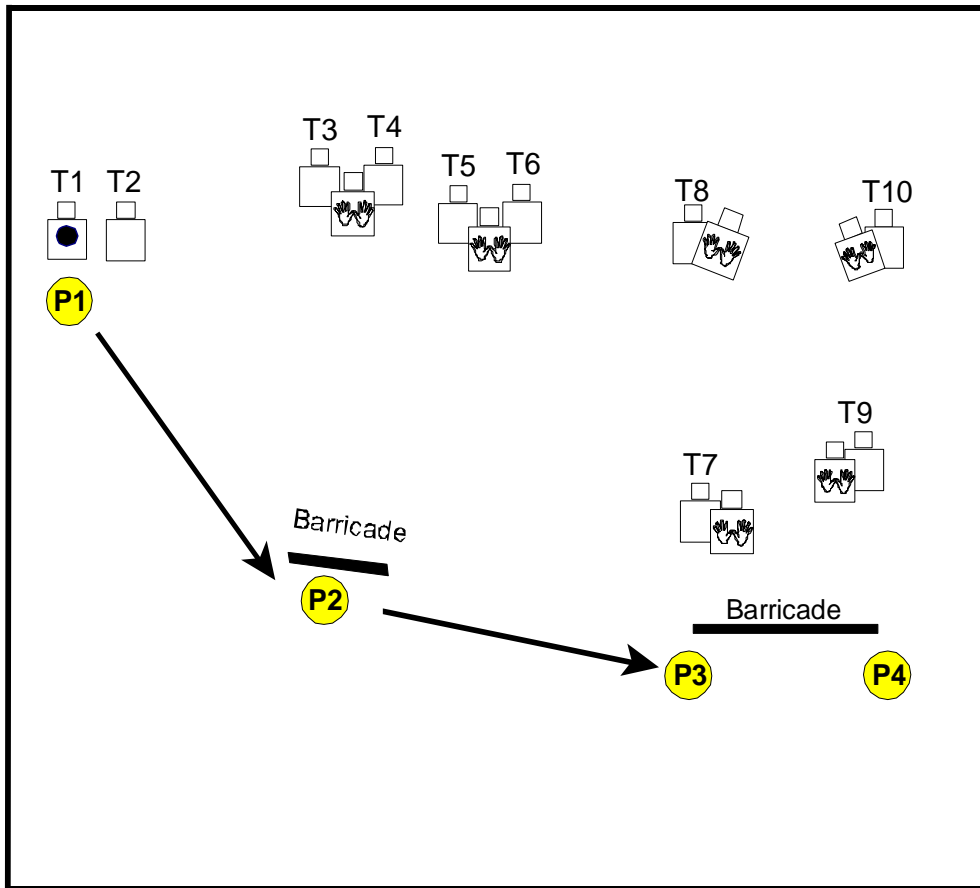 T3 T4
T5 T6
T1 T2
T8 T10
P1
T9
T7
Barricade
P2
Barricade
P3 P4